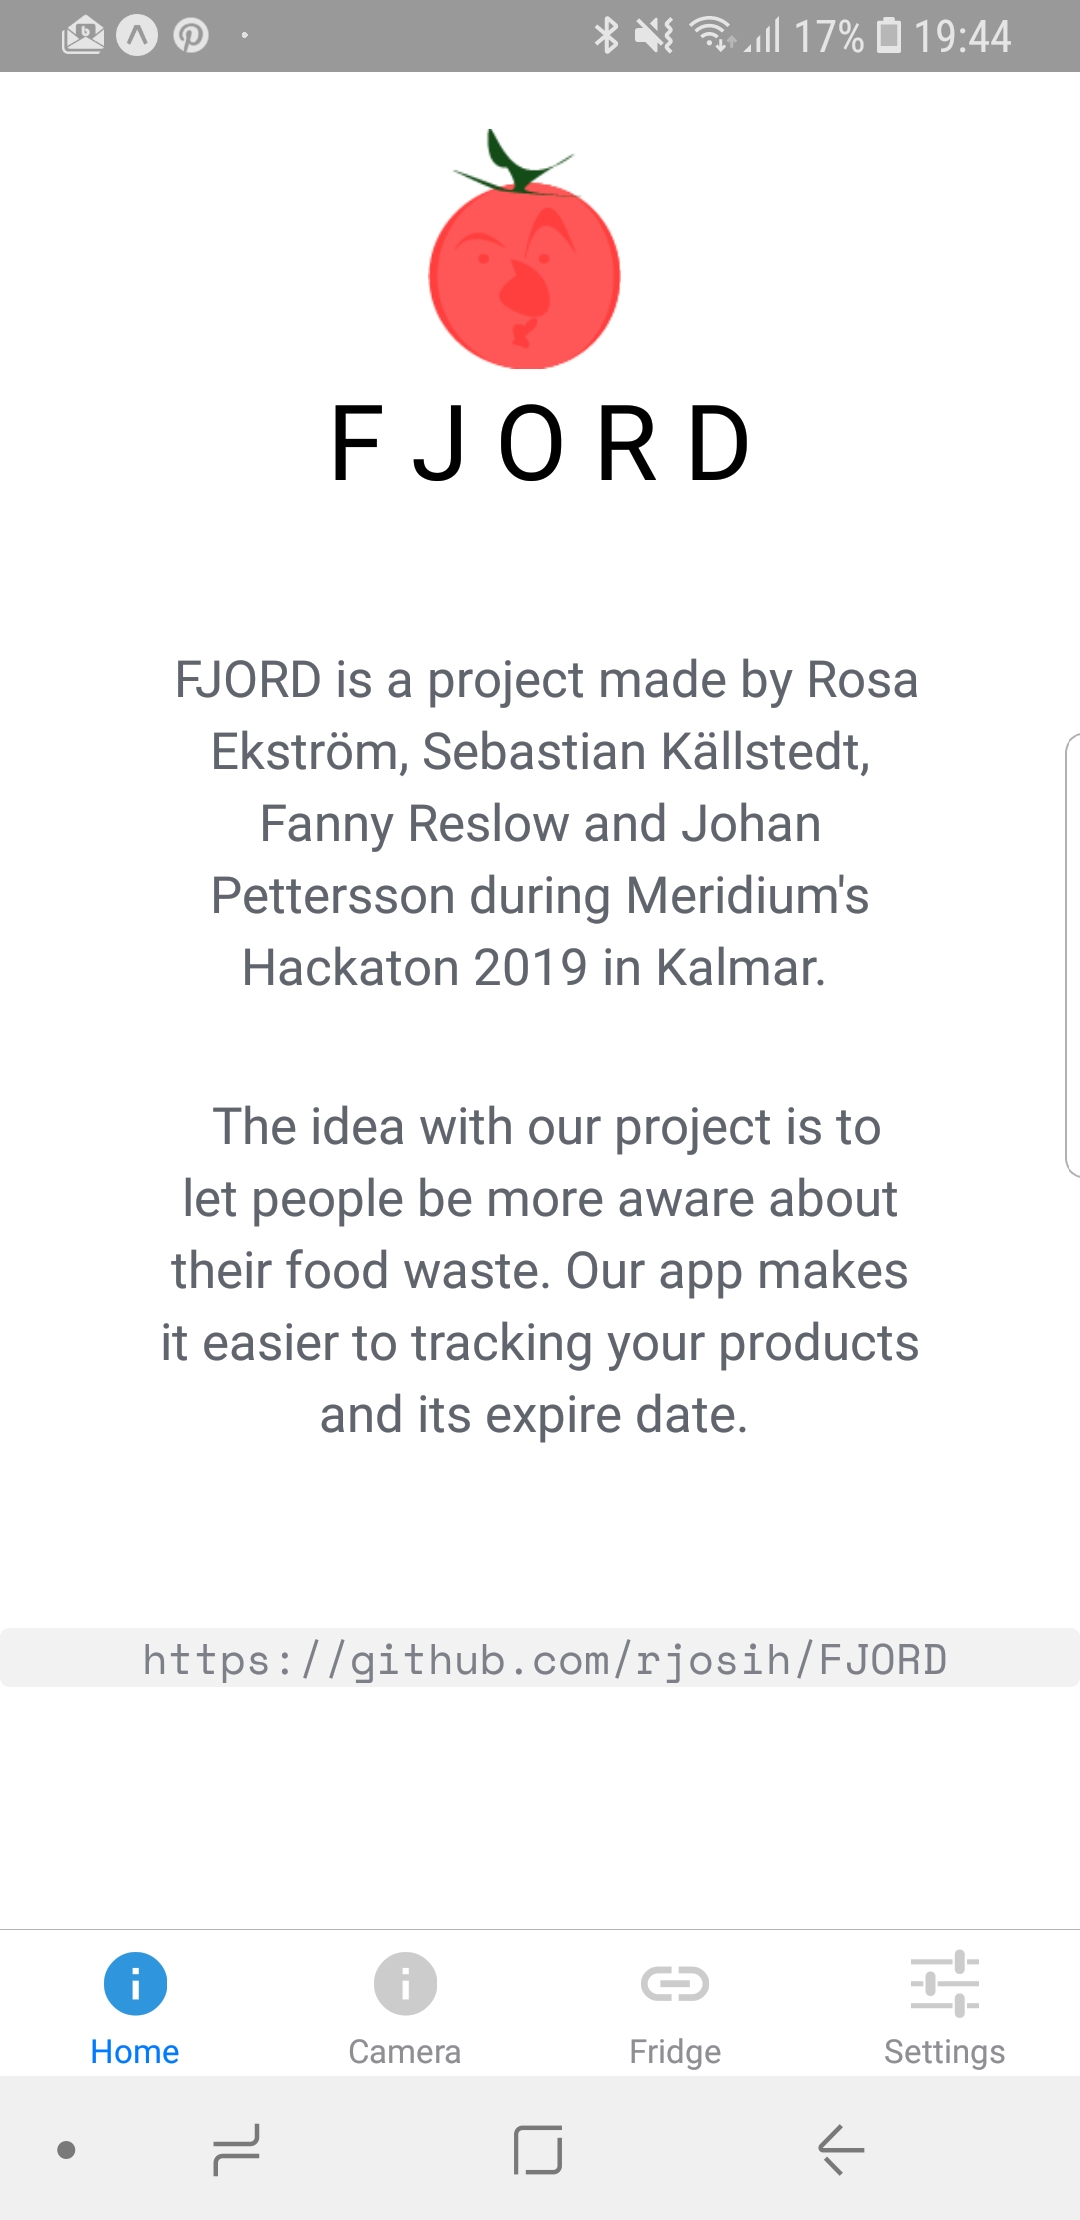 17% 19:44
FJORD
FJORD is a project made by Rosa
Ekström, Sebastian Källstedt,
Fanny Reslow and Johan
Pettersson during Meridium's
Hackaton 2019 in Kalmar.
The idea with our project is to
let people be more aware about
their food waste. Our app makes
it easier to tracking your products
and its expire date.
https://github.com/rjosih/FJORD
Home Camera Fridge Settings